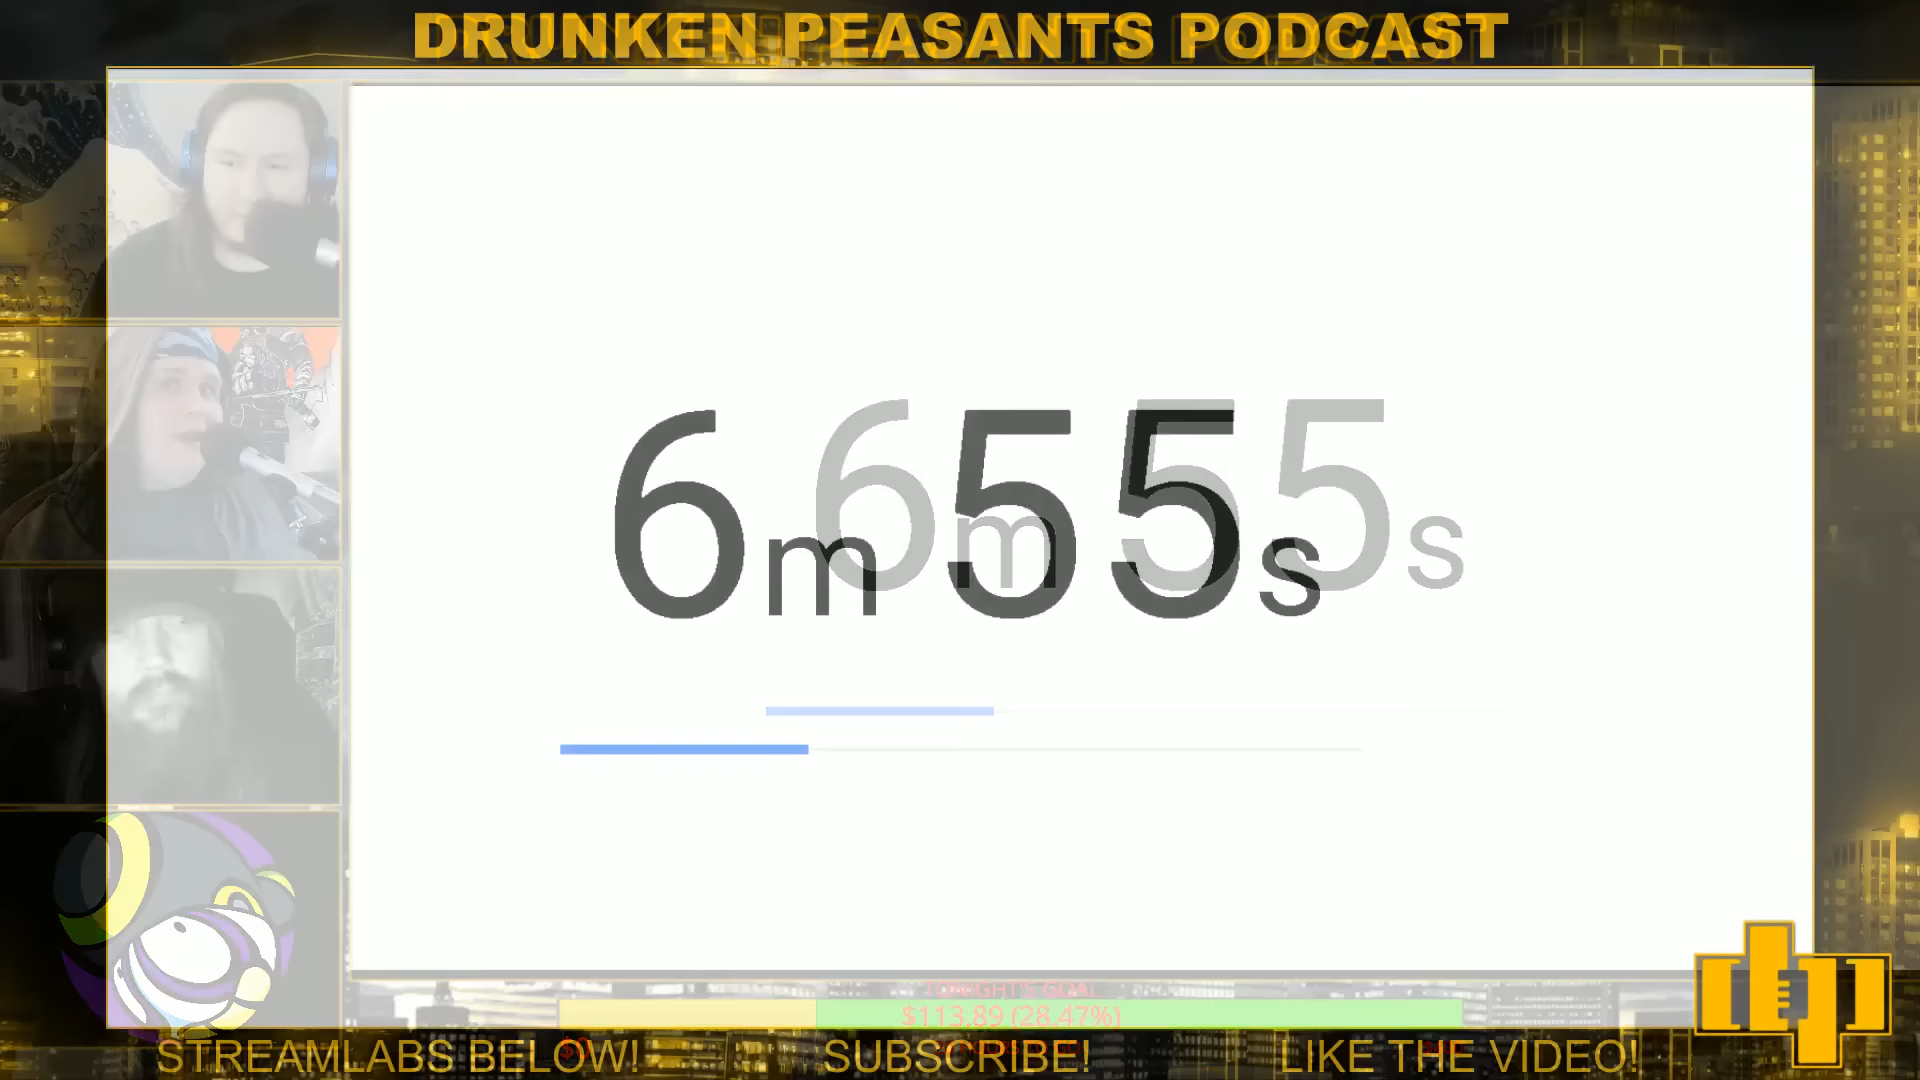 DRUNKEN PEASANTS PODCAST
6m 55s
6m 55s
TONIGHT'S GOAL
$113.89 (28.47%)
$0
STREAMLABS BELOW!
SUBSCRIBE!
LIKE THE VIDEO!